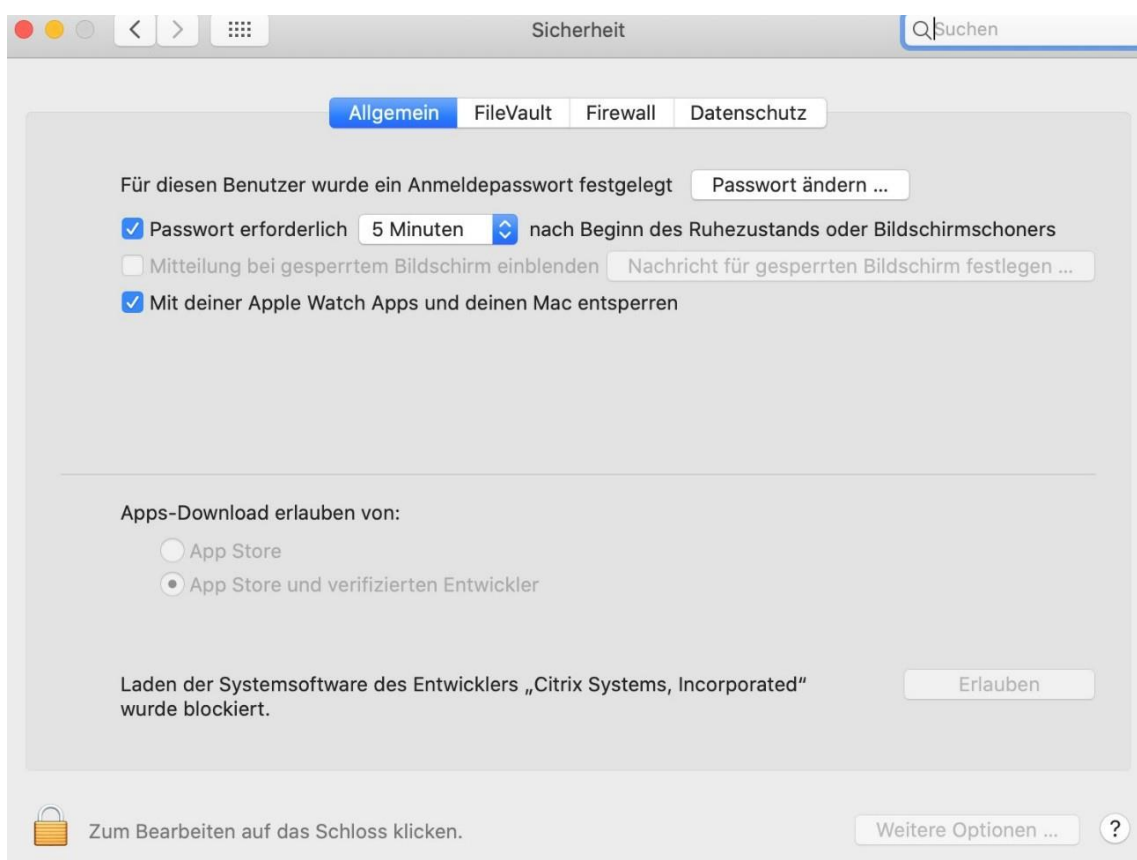 Sicherheit
Suchen
Allgemein FileVault Firewall Datenschutz
Für diesen Benutzer wurde ein Anmeldepasswort festgelegt Passwort ändern ...
Passwort erforderlich 5 Minuten nach Beginn des Ruhezustands oder Bildschirmschoners
Mitteilung bei gesperrtem Bildschirm einblenden Nachricht für gesperrten Bildschirm festlegen ...
Mit deiner Apple Watch Apps und deinen Mac entsperren
Apps-Download erlauben von:
App Store
App Store und verifizierten Entwickler
Laden der Systemsoftware des Entwicklers „Citrix Systems, Incorporated“
wurde blockiert.
Erlauben
Zum Bearbeiten auf das Schloss klicken.
Weitere Optionen ... ?